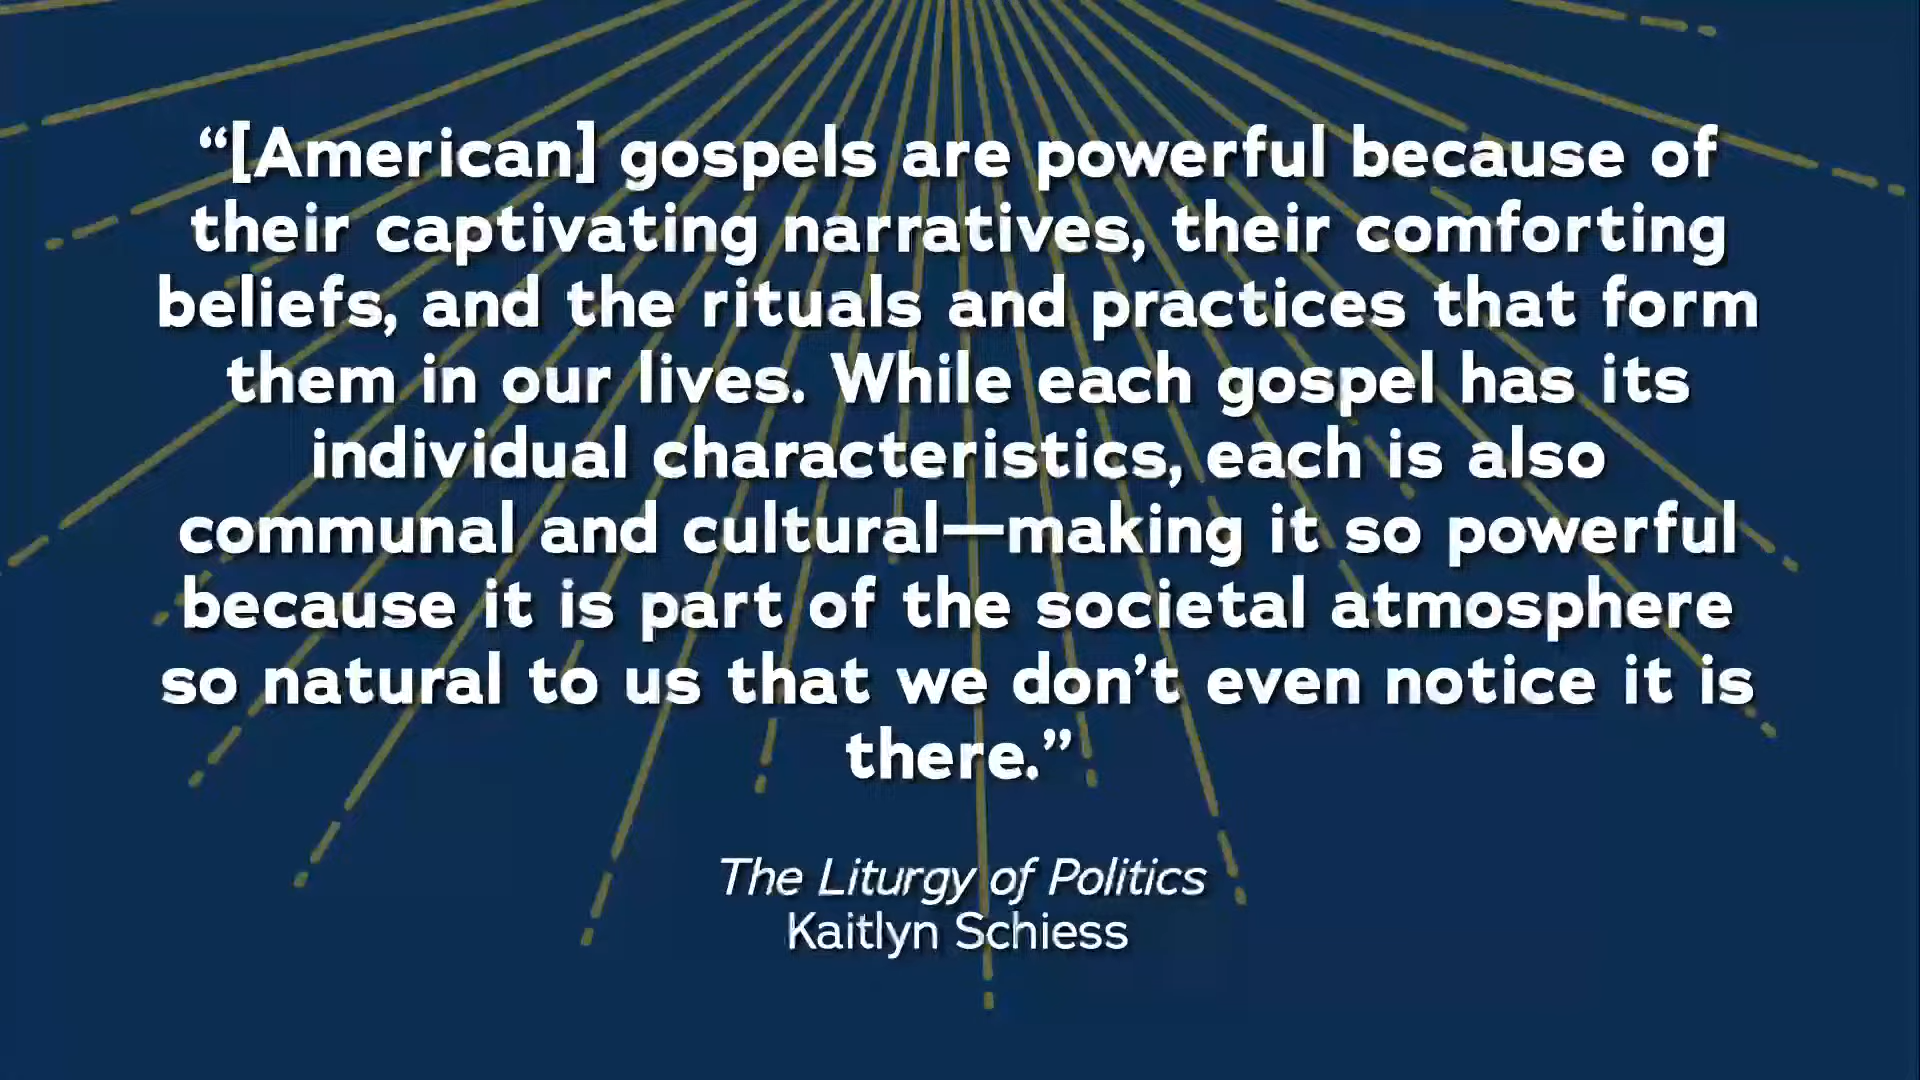 “[American] gospels are powerful because of
their captivating narratives, their comforting
beliefs, and the rituals and practices that form
them in our lives. While each gospel has its
individual characteristics, each is also
communal and cultural—making it so powerful
because it is part of the societal atmosphere
so natural to us that we don’t even notice it is
there.”
The Liturgy of Politics
Kaitlyn Schiess